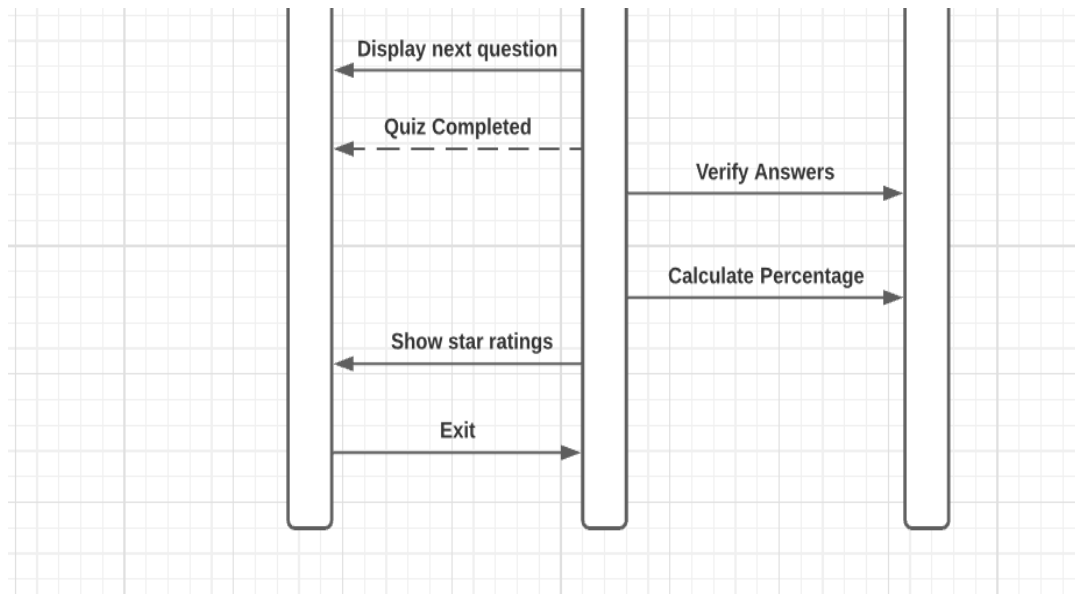 Display next question
Quiz Completed
Verify Answers
Calculate Percentage
Show star ratings
Exit